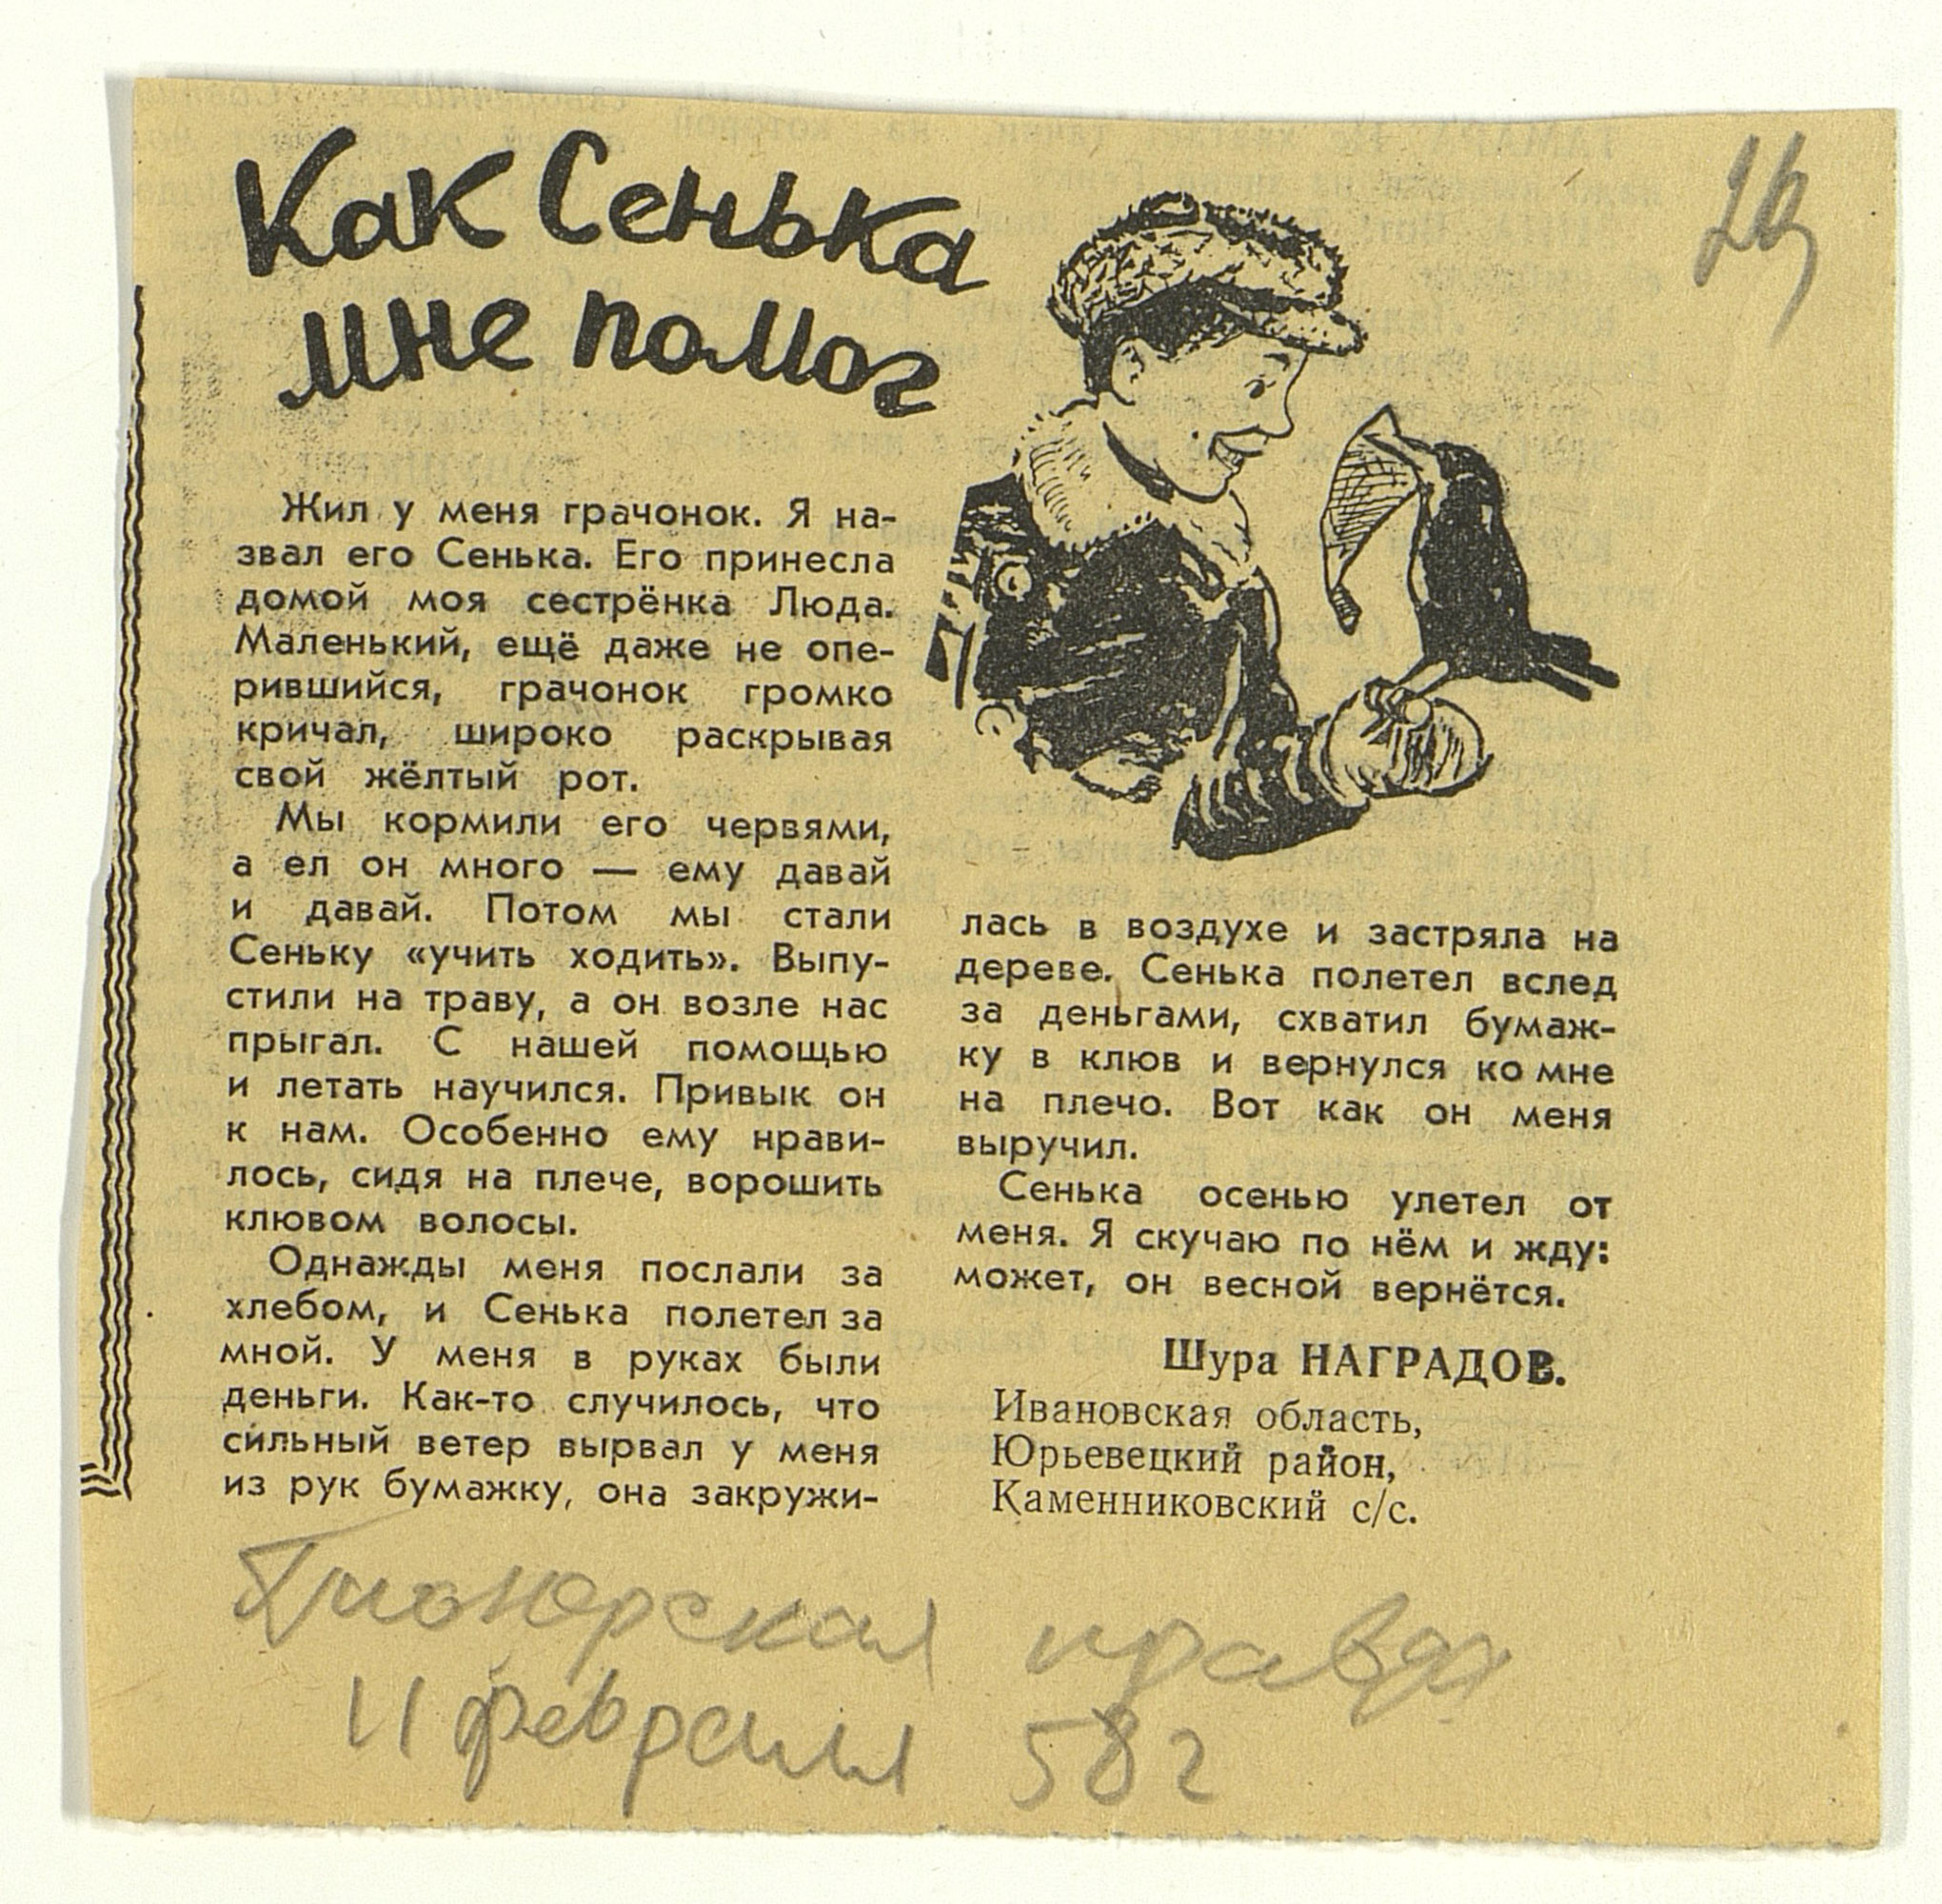 Как Сенька
мне помог
Жил у меня грачонок. Я на-
звал его Сенька. Его принесла
домой моя сестрёнка Люда.
Маленький, ещё даже не опе-
рившийся, грачонок громко
кричал, широко раскрывая
свой жёлтый рот.
Мы кормили его червями,
а ел он много — ему давай
и давай. Потом мы стали
Сеньку «учить ходить». Выпу-
стили на траву, а он возле нас
прыгал. С нашей помощью
и летать научился. Привык он
к нам. Особенно ему нрави-
лось, сидя на плече, ворошить
клювом волосы.
Однажды меня послали за
хлебом, и Сенька полетел за
мной. У меня в руках были
деньги. Как-то случилось, что
сильный ветер вырвал у меня
из рук бумажку, она закружи-
лась в воздухе и застряла на
дереве. Сенька полетел вслед
за деньгами, схватил бумаж-
ку в клюв и вернулся ко мне
на плечо. Вот как он меня
выручил.
Сенька осенью улетел от
меня. Я скучаю по нём и жду:
может, он весной вернётся.
Шура НАГРАДОВ.
Ивановская область,
Юрьевецкий район,
Каменниковский с/с.
Пионерская правда
11 февраля 58 г